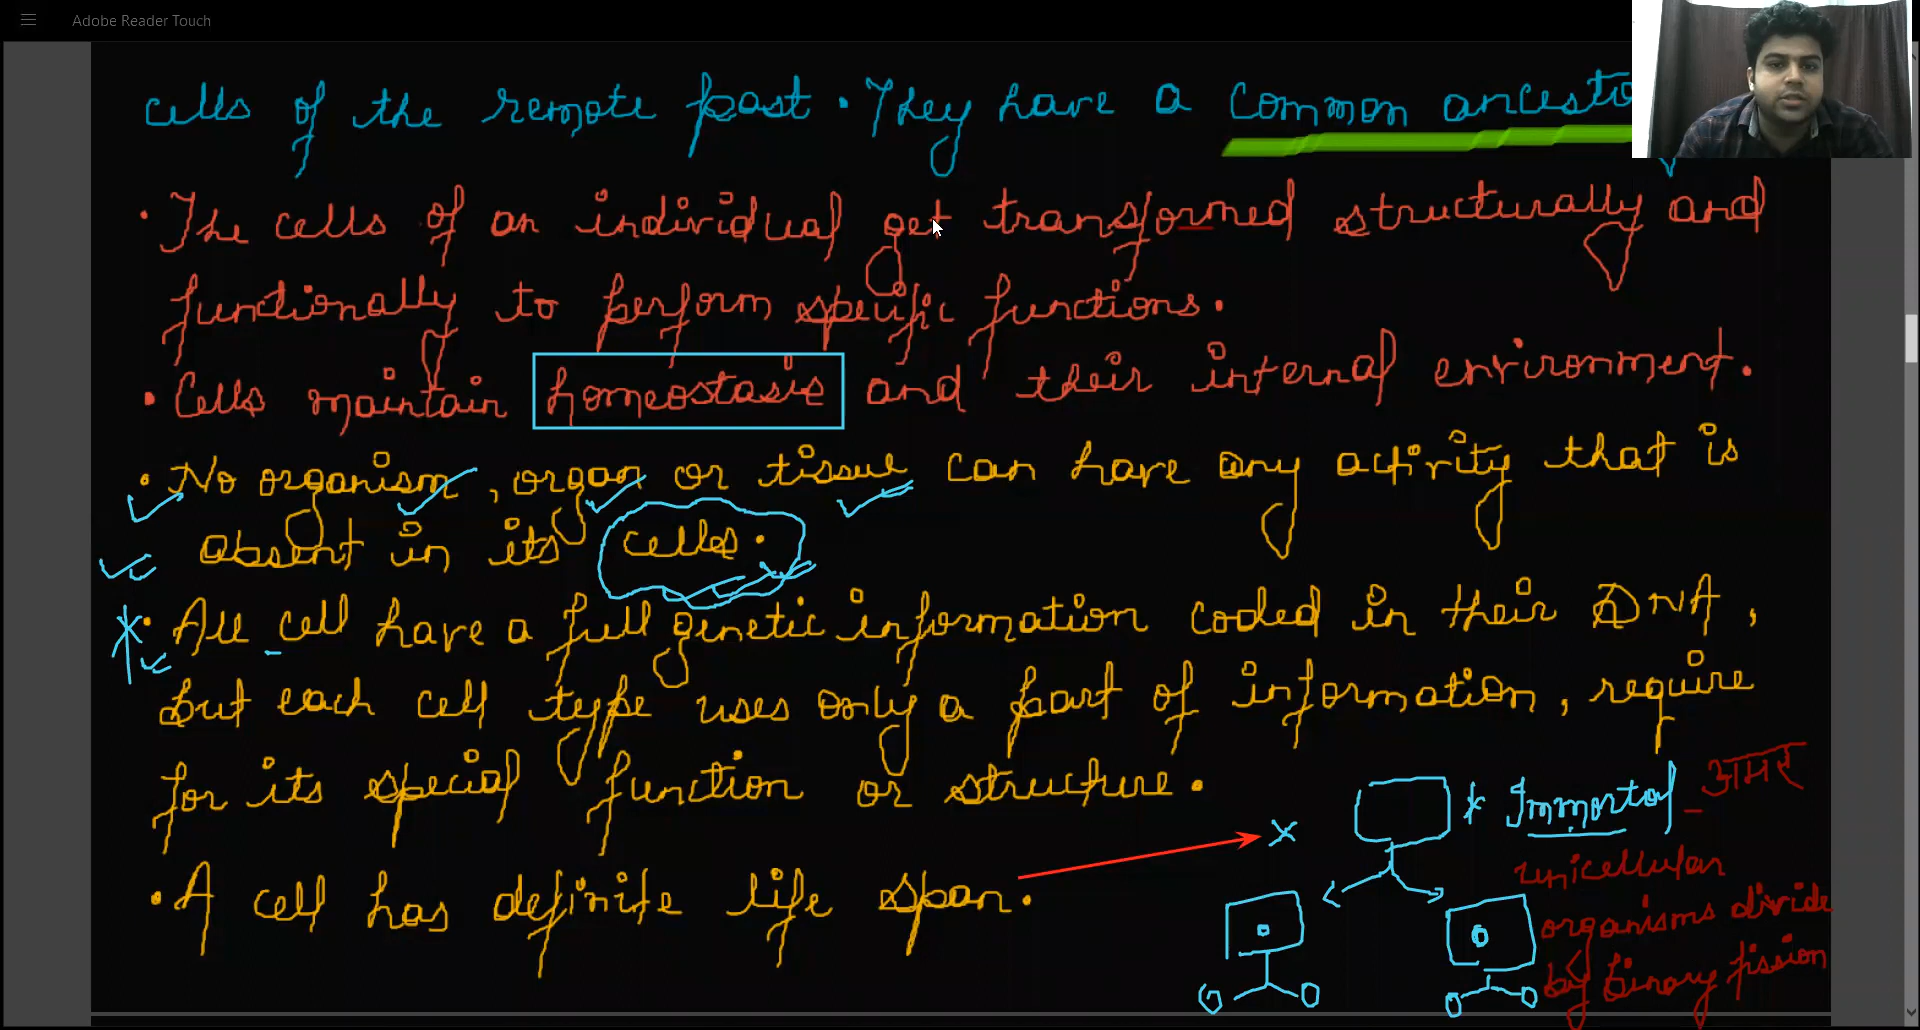 Adobe Reader Touch
cells of the remote past. They have a common ancesto
• The cells of an individual get transformed structurally and
functionally to perform specific functions.
• Cells maintain homeostasis and their internal environment.
• No organism, organ or tissue can have any activity that is
absent in its cells.
• All cell have a full genetic information coded in their DNA,
but each cell type uses only a part of information, require
for its special function or structure.
• A cell has definite life span.
* Immortal - अमर
unicellular
organisms divide
by binary fission